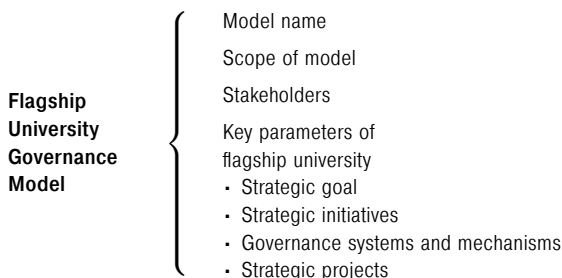 Flagship
University
Governance
Model
Model name
Scope of model
Stakeholders
Key parameters of
flagship university
· Strategic goal
· Strategic initiatives
· Governance systems and mechanisms
· Strategic projects